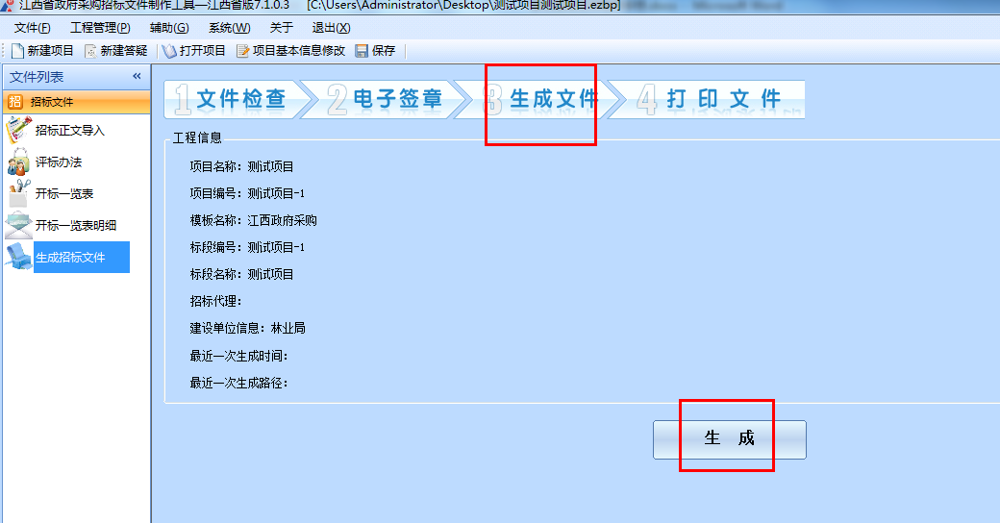 江西省政府采购招标文件制作工具—江西省版7.1.0.3 [C:\Users\Administrator\Desktop\测试项目测试项目.ezbp]
文件(F) 工程管理(P) 辅助(G) 系统(W) 关于 退出(X)
新建项目 新建答疑 打开项目 项目基本信息修改 保存
文件列表 «
招 招标文件
招标正文导入
评标办法
开标一览表
开标一览表明细
生成招标文件
1 文件检查 2 电子签章 3 生成文件 4 打印文件
工程信息
项目名称：测试项目
项目编号：测试项目-1
模板名称：江西政府采购
标段编号：测试项目-1
标段名称：测试项目
招标代理：
建设单位信息：林业局
最近一次生成时间：
最近一次生成路径：
生 成